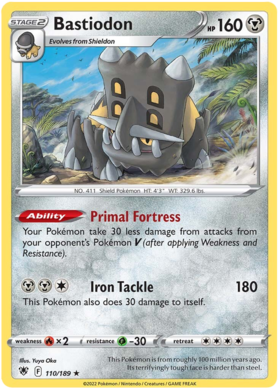 STAGE 2 Bastiodon HP 160
Evolves from Shieldon
NO. 411 Shield Pokémon HT: 4'3" WT: 329.6 lbs.
Ability Primal Fortress
Your Pokémon take 30 less damage from attacks from
your opponent's Pokémon V (after applying Weakness and
Resistance).
Iron Tackle 180
This Pokémon also does 30 damage to itself.
weakness ×2 resistance -30 retreat
Illus. Yuya Oka
This Pokémon is from roughly 100 million years ago.
Its terrifyingly tough face is harder than steel.
F 110/189 ★
©2022 Pokémon / Nintendo / Creatures / GAME FREAK